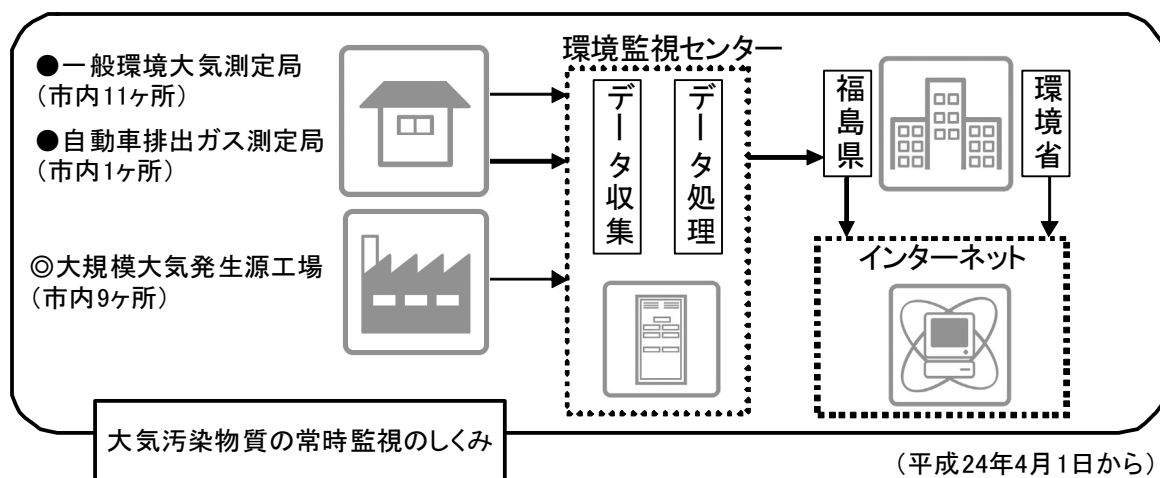 ●一般環境大気測定局
（市内11ヶ所）
●自動車排出ガス測定局
（市内1ヶ所）
◎大規模大気発生源工場
（市内9ヶ所）
環境監視センター
データ収集
データ処理
福島県
環境省
インターネット
大気汚染物質の常時監視のしくみ
（平成24年4月1日から）